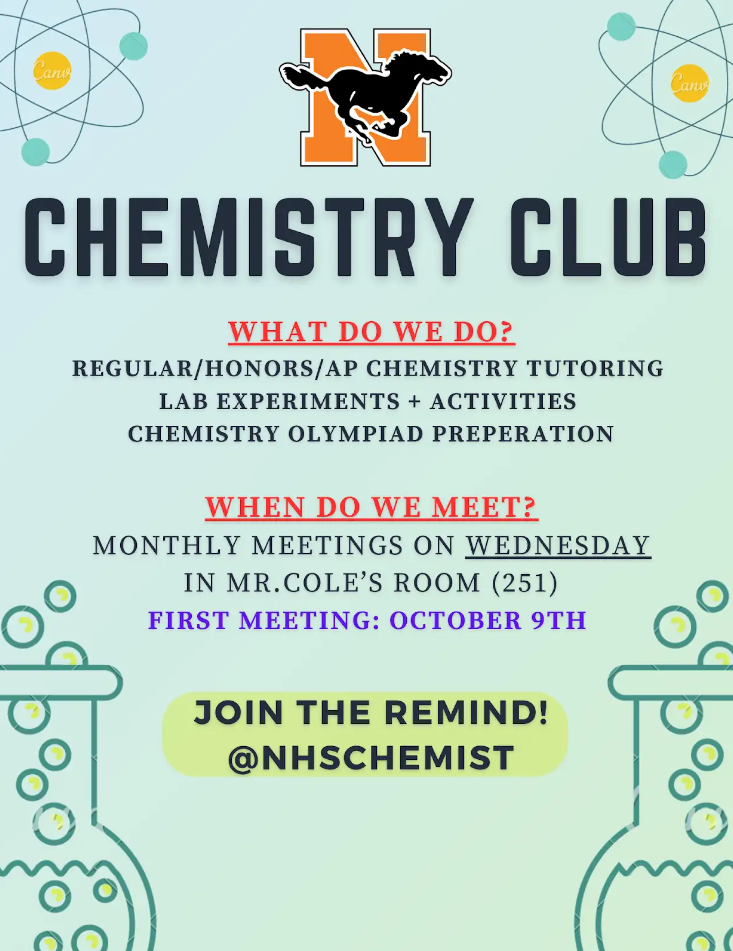 Canva
Canva
N
CHEMISTRY CLUB
WHAT DO WE DO?
REGULAR/HONORS/AP CHEMISTRY TUTORING
LAB EXPERIMENTS + ACTIVITIES
CHEMISTRY OLYMPIAD PREPERATION
WHEN DO WE MEET?
MONTHLY MEETINGS ON WEDNESDAY
IN MR.COLE'S ROOM (251)
FIRST MEETING: OCTOBER 9TH
JOIN THE REMIND!
@NHSCHEMIST